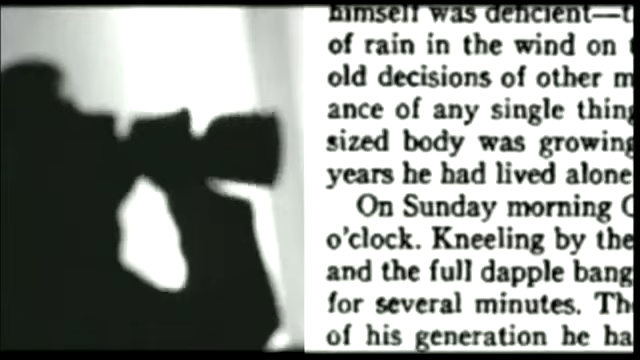 himself was deficient—t
of rain in the wind on
old decisions of other m
ance of any single thing
sized body was growing
years he had lived alone
On Sunday morning
o'clock. Kneeling by the
and the full dapple bang
for several minutes. Th
of his generation he ha